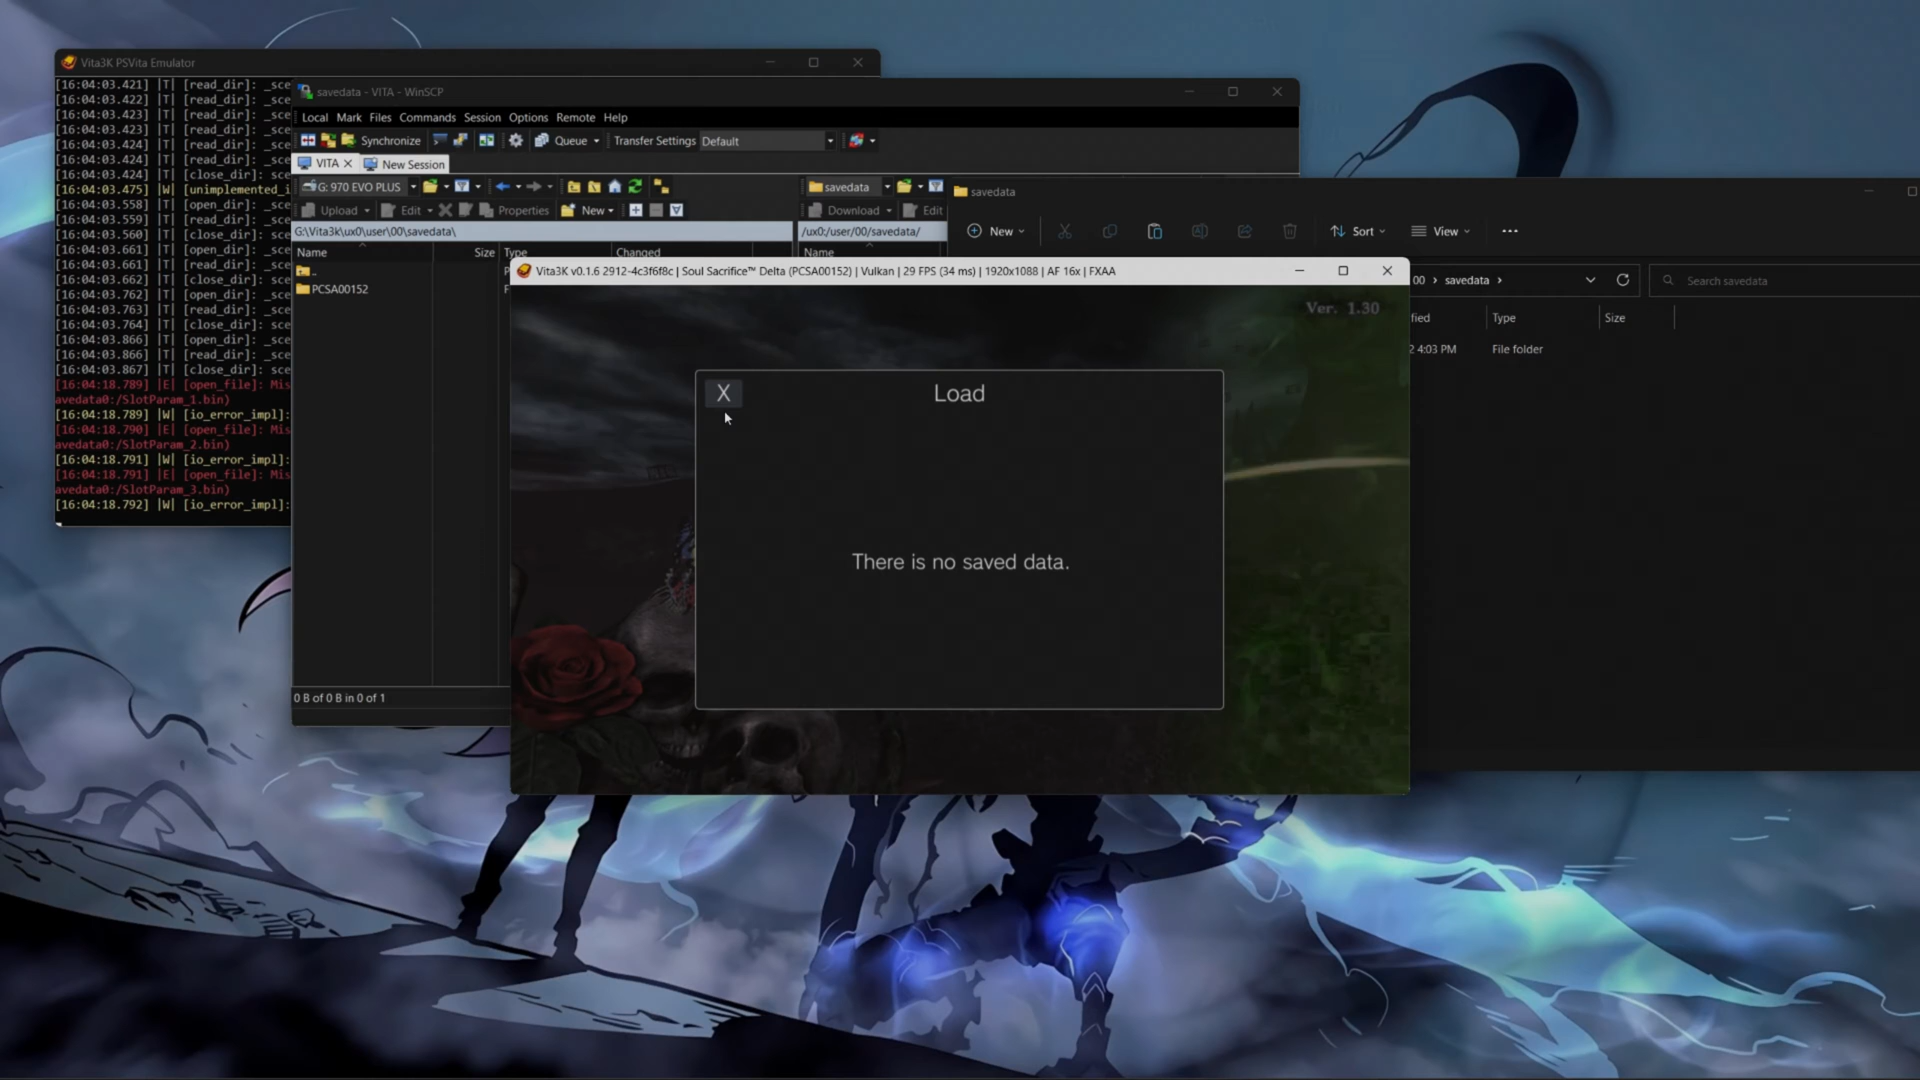 Vita3K PSVita Emulator
[16:04:03.421] |T| [read_dir]: _sce
[16:04:03.422] |T| [read_dir]: _sce
[16:04:03.423] |T| [read_dir]: _sce
[16:04:03.423] |T| [read_dir]: _sce
[16:04:03.424] |T| [read_dir]: _sce
[16:04:03.424] |T| [read_dir]: _sce
[16:04:03.424] |T| [close_dir]: sce
[16:04:03.475] |W| [unimplemented_i
[16:04:03.558] |T| [open_dir]: _sce
[16:04:03.559] |T| [read_dir]: _sce
[16:04:03.560] |T| [close_dir]: sce
[16:04:03.661] |T| [open_dir]: _sce
[16:04:03.661] |T| [read_dir]: _sce
[16:04:03.662] |T| [close_dir]: sce
[16:04:03.762] |T| [open_dir]: _sce
[16:04:03.763] |T| [read_dir]: _sce
[16:04:03.764] |T| [close_dir]: sce
[16:04:03.866] |T| [open_dir]: _sce
[16:04:03.866] |T| [read_dir]: _sce
[16:04:03.867] |T| [close_dir]: sce
[16:04:18.789] |E| [open_file]: Mis
avedata0:/SlotParam_1.bin)
[16:04:18.789] |W| [io_error_impl]:
[16:04:18.790] |E| [open_file]: Mis
avedata0:/SlotParam_2.bin)
[16:04:18.791] |W| [io_error_impl]:
[16:04:18.791] |E| [open_file]: Mis
avedata0:/SlotParam_3.bin)
[16:04:18.792] |W| [io_error_impl]:
savedata - VITA - WinSCP
Local Mark Files Commands Session Options Remote Help
Synchronize Queue Transfer Settings Default
VITA X New Session
G: 970 EVO PLUS savedata
Upload Edit Properties New Download Edit
G:\Vita3k\ux0\user\00\savedata\ /ux0:/user/00/savedata/
Name Size Type Changed Name
..
PCSA00152
0 B of 0 B in 0 of 1
savedata
New Sort View ...
00 > savedata > Search savedata
fied Type Size
2 4:03 PM File folder
Vita3K v0.1.6 2912-4c3f6f8c | Soul Sacrifice™ Delta (PCSA00152) | Vulkan | 29 FPS (34 ms) | 1920x1088 | AF 16x | FXAA
Ver. 1.30
X Load
There is no saved data.